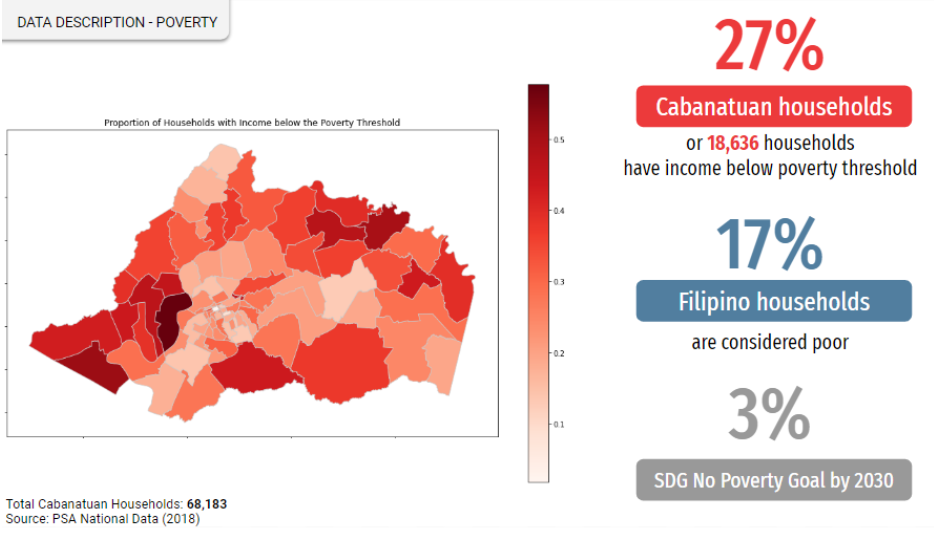 DATA DESCRIPTION - POVERTY
Proportion of Households with Income below the Poverty Threshold
0.5
0.4
0.3
0.2
0.1
27%
Cabanatuan households
or 18,636 households
have income below poverty threshold
17%
Filipino households
are considered poor
3%
SDG No Poverty Goal by 2030
Total Cabanatuan Households: 68,183
Source: PSA National Data (2018)